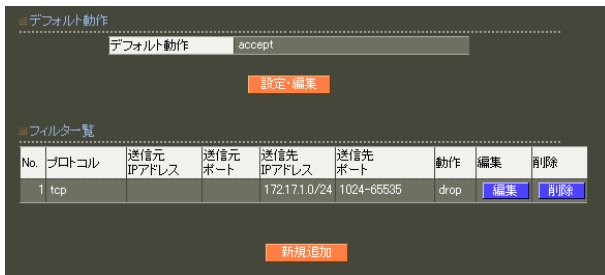 デフォルト動作
デフォルト動作 accept
設定・編集
フィルター覧
No. プロトコル 送信元 IPアドレス 送信元 ポート 送信先 IPアドレス 送信先 ポート 動作 編集 削除
1 tcp 172.17.1.0/24 1024-65535 drop 編集 削除
新規追加